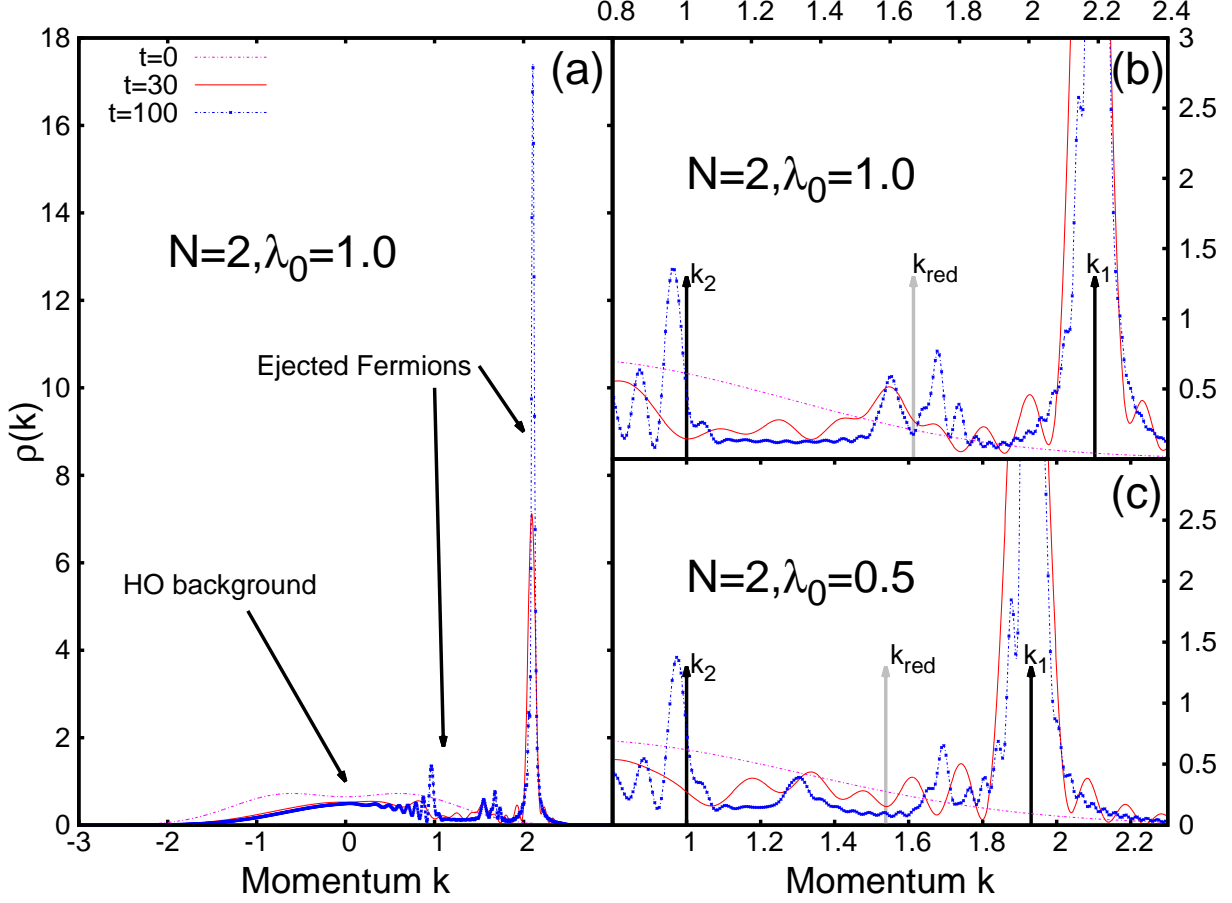 0.8 1 1.2 1.4 1.6 1.8 2 2.2 2.4
t=0
t=30
t=100
(a)
18
16
14
12
10
8
6
4
2
0
ρ(k)
N=2,λ0=1.0
Ejected Fermions
HO background
-3 -2 -1 0 1 2
Momentum k
(b)
N=2,λ0=1.0
k2
kred
k1
3
2.5
2
1.5
1
0.5
(c)
N=2,λ0=0.5
k2
kred
k1
2.5
2
1.5
1
0.5
0
1 1.2 1.4 1.6 1.8 2 2.2
Momentum k